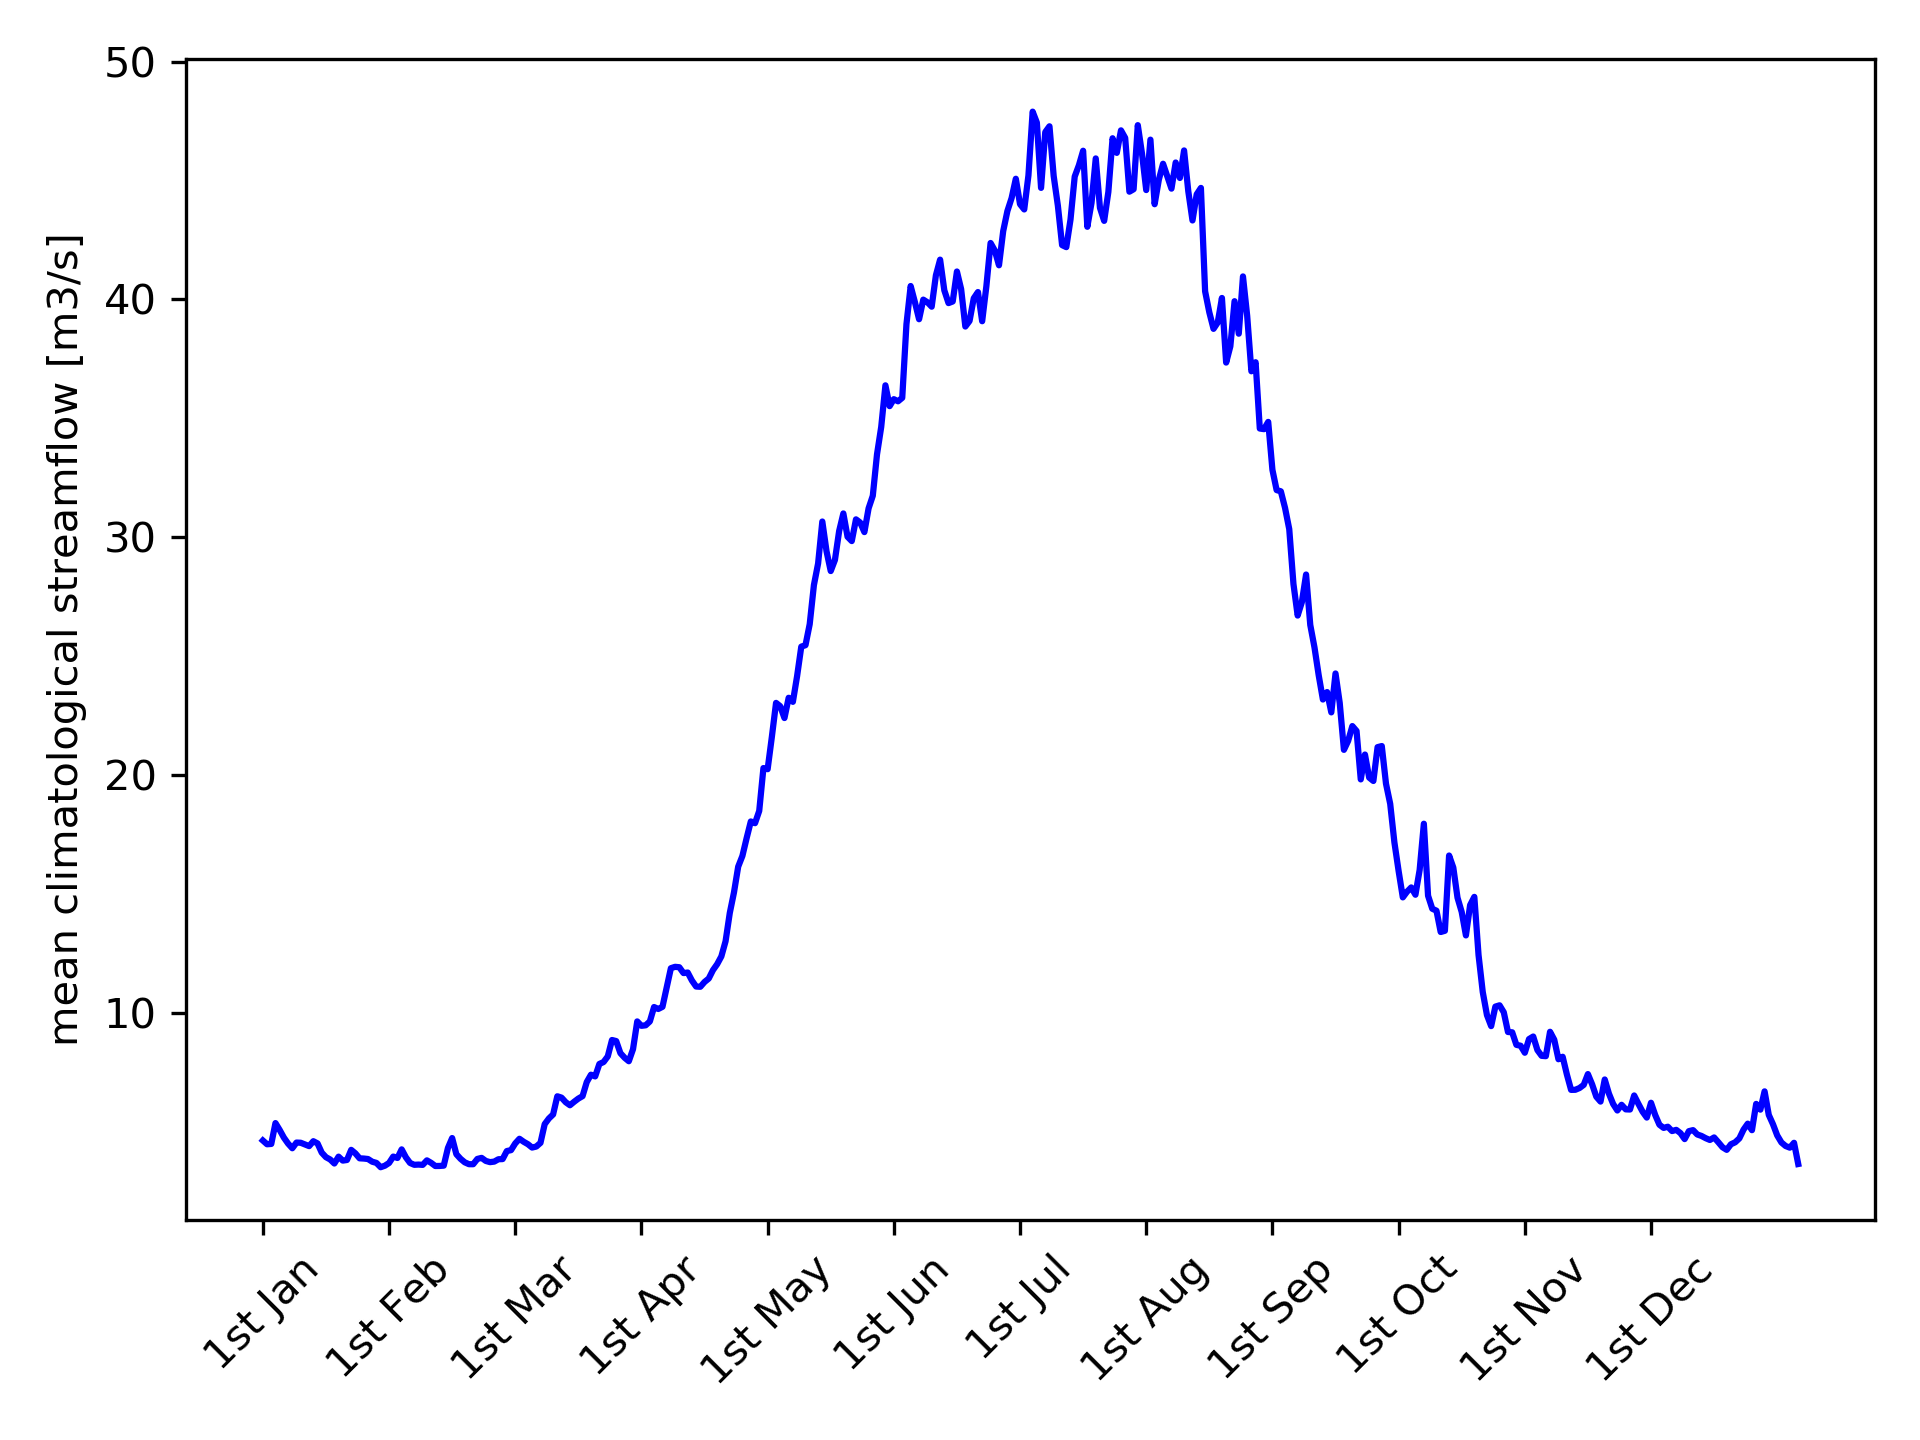 mean climatological streamflow [m3/s]
50
40
30
20
10
1st Jan
1st Feb
1st Mar
1st Apr
1st May
1st Jun
1st Jul
1st Aug
1st Sep
1st Oct
1st Nov
1st Dec